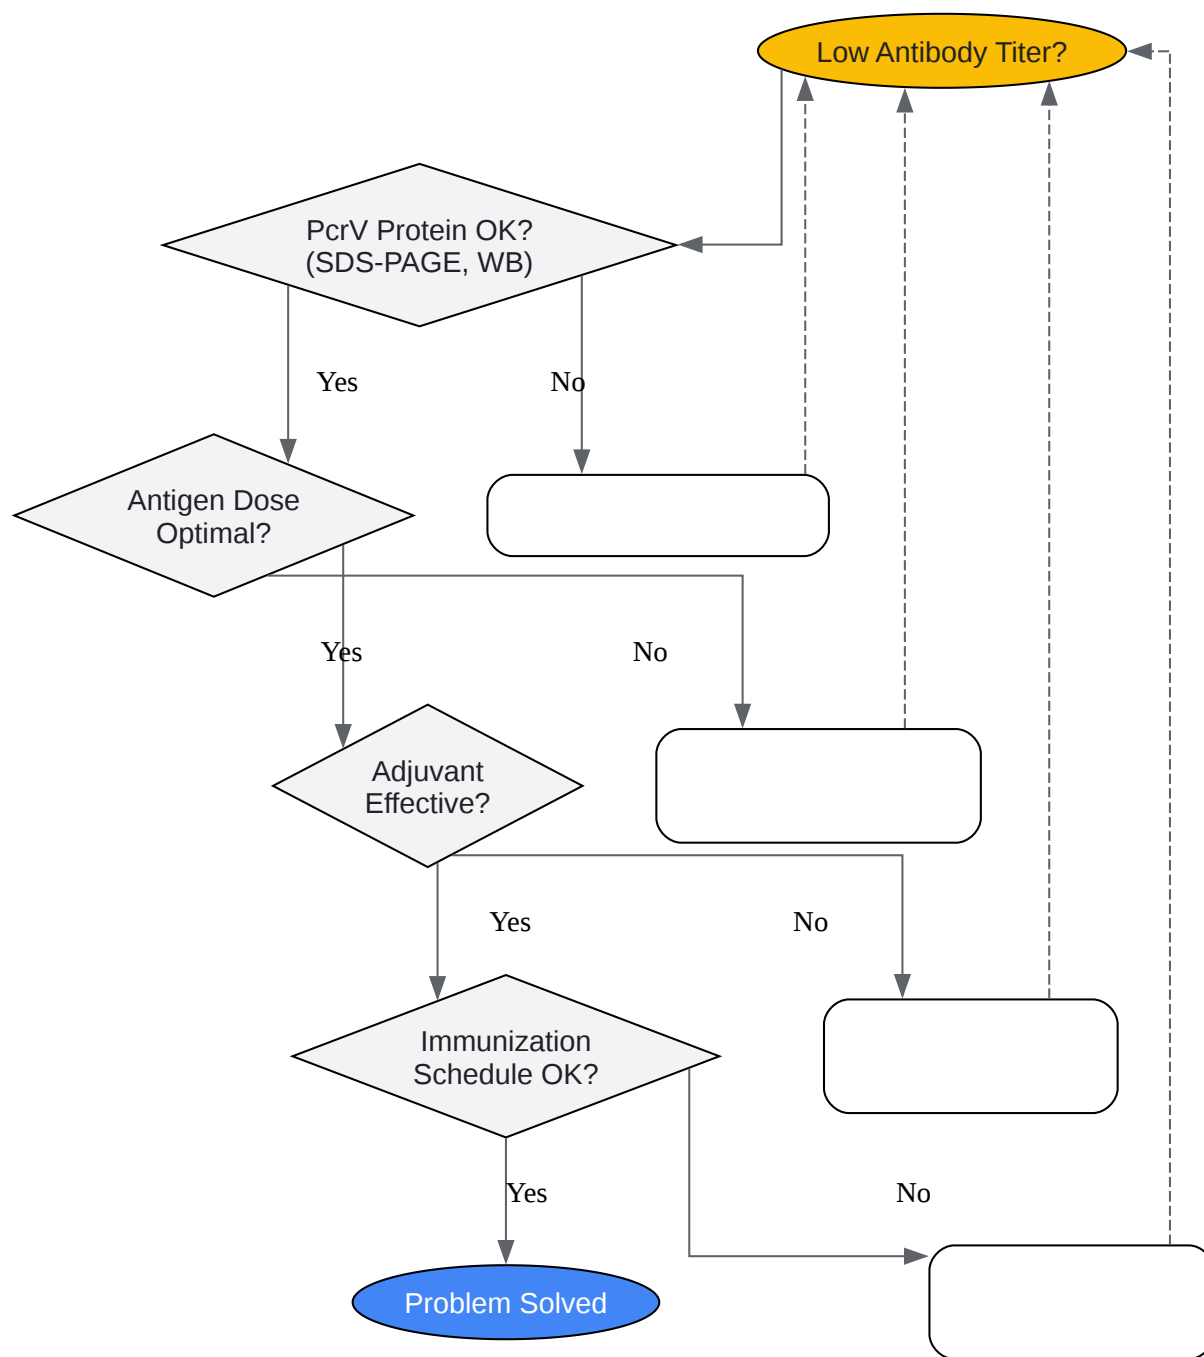 Low Antibody Titer?
PcrV Protein OK?
(SDS-PAGE, WB)
Yes
No
Antigen Dose
Optimal?
Yes
No
Adjuvant
Effective?
Yes
No
Immunization
Schedule OK?
Yes
No
Problem Solved